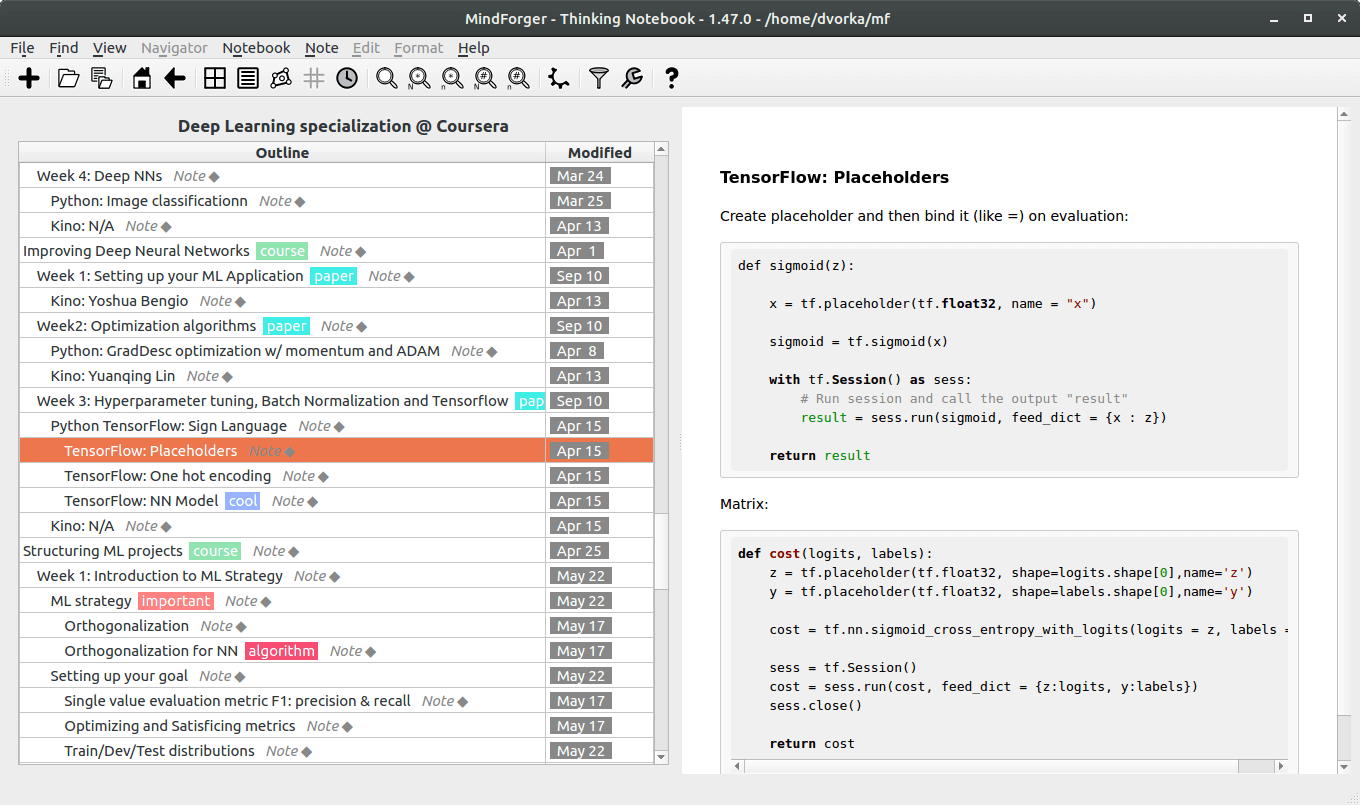 MindForger - Thinking Notebook - 1.47.0 - /home/dvorka/mf
File Find View Navigator Notebook Note Edit Format Help
Deep Learning specialization @ Coursera
Outline Modified
Week 4: Deep NNs Note ◆ Mar 24
Python: Image classificationn Note ◆ Mar 25
Kino: N/A Note ◆ Apr 13
Improving Deep Neural Networks course Note ◆ Apr 1
Week 1: Setting up your ML Application paper Note ◆ Sep 10
Kino: Yoshua Bengio Note ◆ Apr 13
Week2: Optimization algorithms paper Note ◆ Sep 10
Python: GradDesc optimization w/ momentum and ADAM Note ◆ Apr 8
Kino: Yuanqing Lin Note ◆ Apr 13
Week 3: Hyperparameter tuning, Batch Normalization and Tensorflow pap Sep 10
Python TensorFlow: Sign Language Note ◆ Apr 15
TensorFlow: Placeholders Note ◆ Apr 15
TensorFlow: One hot encoding Note ◆ Apr 15
TensorFlow: NN Model cool Note ◆ Apr 15
Kino: N/A Note ◆ Apr 15
Structuring ML projects course Note ◆ Apr 25
Week 1: Introduction to ML Strategy Note ◆ May 22
ML strategy important Note ◆ May 22
Orthogonalization Note ◆ May 17
Orthogonalization for NN algorithm Note ◆ May 17
Setting up your goal Note ◆ May 22
Single value evaluation metric F1: precision & recall Note ◆ May 17
Optimizing and Satisficing metrics Note ◆ May 17
Train/Dev/Test distributions Note ◆ May 22
TensorFlow: Placeholders
Create placeholder and then bind it (like =) on evaluation:
def sigmoid(z):
x = tf.placeholder(tf.float32, name = "x")
sigmoid = tf.sigmoid(x)
with tf.Session() as sess:
# Run session and call the output "result"
result = sess.run(sigmoid, feed_dict = {x : z})
return result
Matrix:
def cost(logits, labels):
z = tf.placeholder(tf.float32, shape=logits.shape[0],name='z')
y = tf.placeholder(tf.float32, shape=labels.shape[0],name='y')
cost = tf.nn.sigmoid_cross_entropy_with_logits(logits = z, labels =
sess = tf.Session()
cost = sess.run(cost, feed_dict = {z:logits, y:labels})
sess.close()
return cost